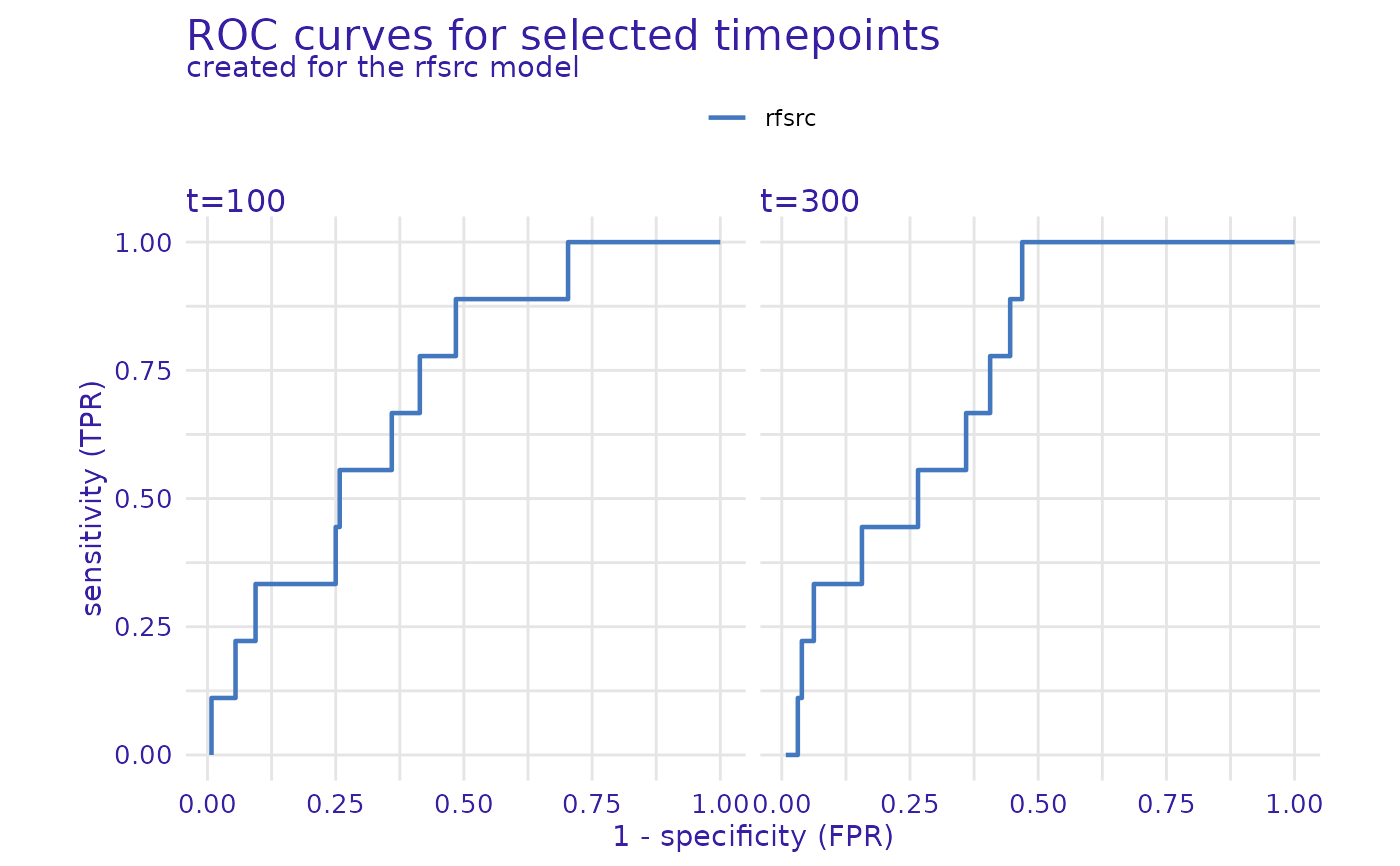 ROC curves for selected timepoints
created for the rfsrc model
rfsrc
t=100
t=300
sensitivity (TPR)
1.00
0.75
0.50
0.25
0.00
0.00 0.25 0.50 0.75 1.00 0.00 0.25 0.50 0.75 1.00
1 - specificity (FPR)